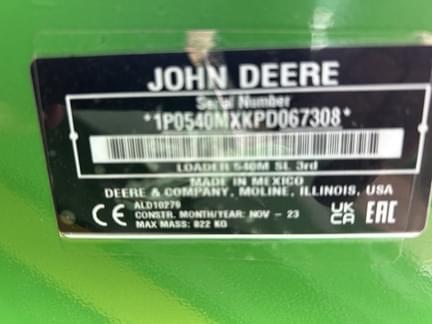 JOHN DEERE
Serial Number
*1P0540MXKPD067308*
LOADER 540M SL 3rd
MADE IN MEXICO
DEERE & COMPANY, MOLINE, ILLINOIS, USA
CE ALD10279
CONSTR. MONTH/YEAR: NOV - 23
MAX MASS: 822 KG
UK CA EAC